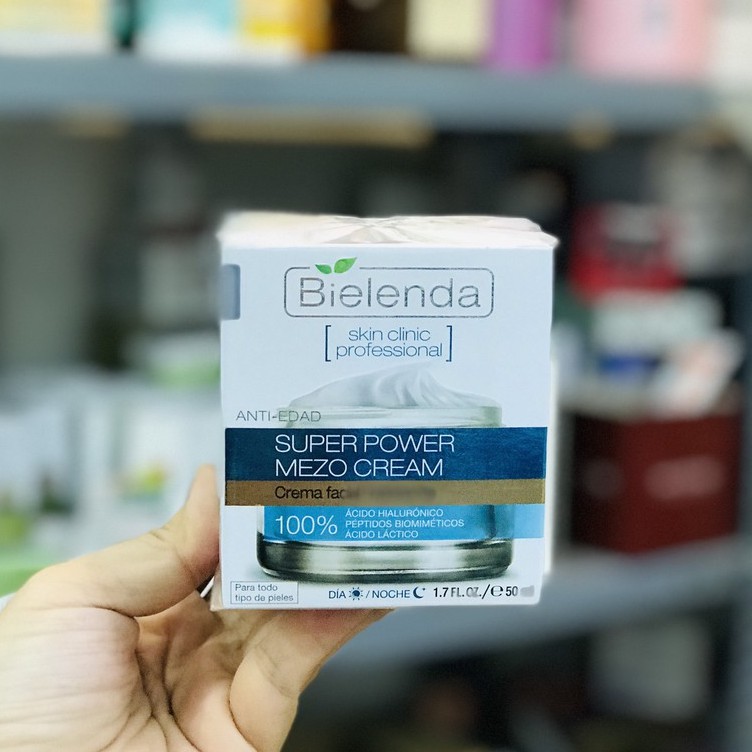 Bielenda
[ skin clinic
professional ]
ANTI-EDAD
SUPER POWER
MEZO CREAM
Crema
100%
ÁCIDO HIALURÓNICO
PÉPTIDOS BIOMIMÉTICOS
ÁCIDO LÁCTICO
Para todo
tipo de pieles
DÍA / NOCHE 1.7 FL.OZ./℮ 50